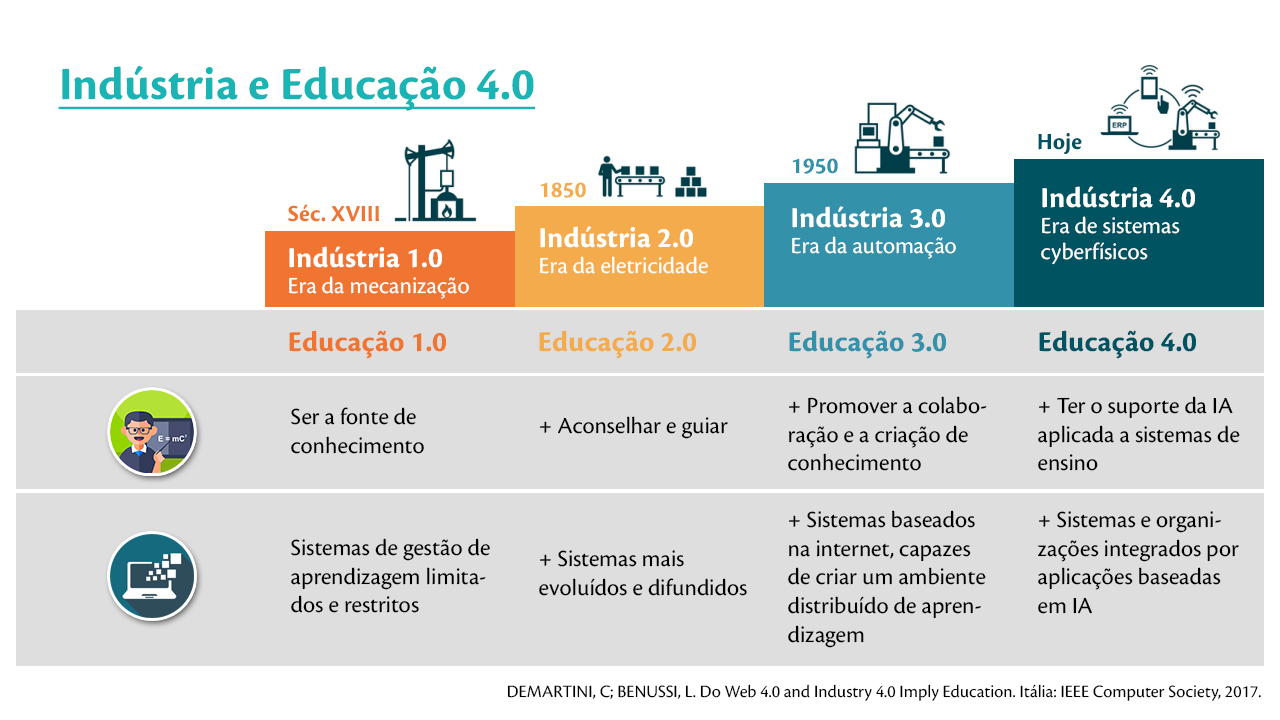 Indústria e Educação 4.0
Séc. XVIII
1850
1950
Hoje
ERP
Indústria 1.0
Era da mecanização
Indústria 2.0
Era da eletricidade
Indústria 3.0
Era da automação
Indústria 4.0
Era de sistemas
cyberfísicos
Educação 1.0
Educação 2.0
Educação 3.0
Educação 4.0
E = mC²
Ser a fonte de
conhecimento
+ Aconselhar e guiar
+ Promover a colabo-
ração e a criação de
conhecimento
+ Ter o suporte da IA
aplicada a sistemas de
ensino
Sistemas de gestão de
aprendizagem limita-
dos e restritos
+ Sistemas mais
evoluídos e difundidos
+ Sistemas baseados
na internet, capazes
de criar um ambiente
distribuído de apren-
dizagem
+ Sistemas e organi-
zações integrados por
aplicações baseadas
em IA
DEMARTINI, C; BENUSSI, L. Do Web 4.0 and Industry 4.0 Imply Education. Itália: IEEE Computer Society, 2017.